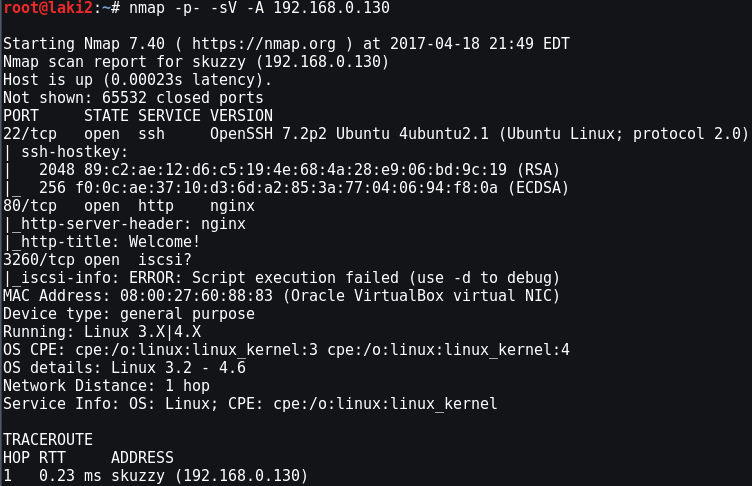 root@laki2:~# nmap -p- -sV -A 192.168.0.130
Starting Nmap 7.40 ( https://nmap.org ) at 2017-04-18 21:49 EDT
Nmap scan report for skuzzy (192.168.0.130)
Host is up (0.00023s latency).
Not shown: 65532 closed ports
PORT     STATE SERVICE VERSION
22/tcp   open  ssh     OpenSSH 7.2p2 Ubuntu 4ubuntu2.1 (Ubuntu Linux; protocol 2.0)
| ssh-hostkey:
|   2048 89:c2:ae:12:d6:c5:19:4e:68:4a:28:e9:06:bd:9c:19 (RSA)
|_  256 f0:0c:ae:37:10:d3:6d:a2:85:3a:77:04:06:94:f8:0a (ECDSA)
80/tcp   open  http    nginx
|_http-server-header: nginx
|_http-title: Welcome!
3260/tcp open  iscsi?
|_iscsi-info: ERROR: Script execution failed (use -d to debug)
MAC Address: 08:00:27:60:88:83 (Oracle VirtualBox virtual NIC)
Device type: general purpose
Running: Linux 3.X|4.X
OS CPE: cpe:/o:linux:linux_kernel:3 cpe:/o:linux:linux_kernel:4
OS details: Linux 3.2 - 4.6
Network Distance: 1 hop
Service Info: OS: Linux; CPE: cpe:/o:linux:linux_kernel
TRACEROUTE
HOP RTT     ADDRESS
1   0.23 ms skuzzy (192.168.0.130)